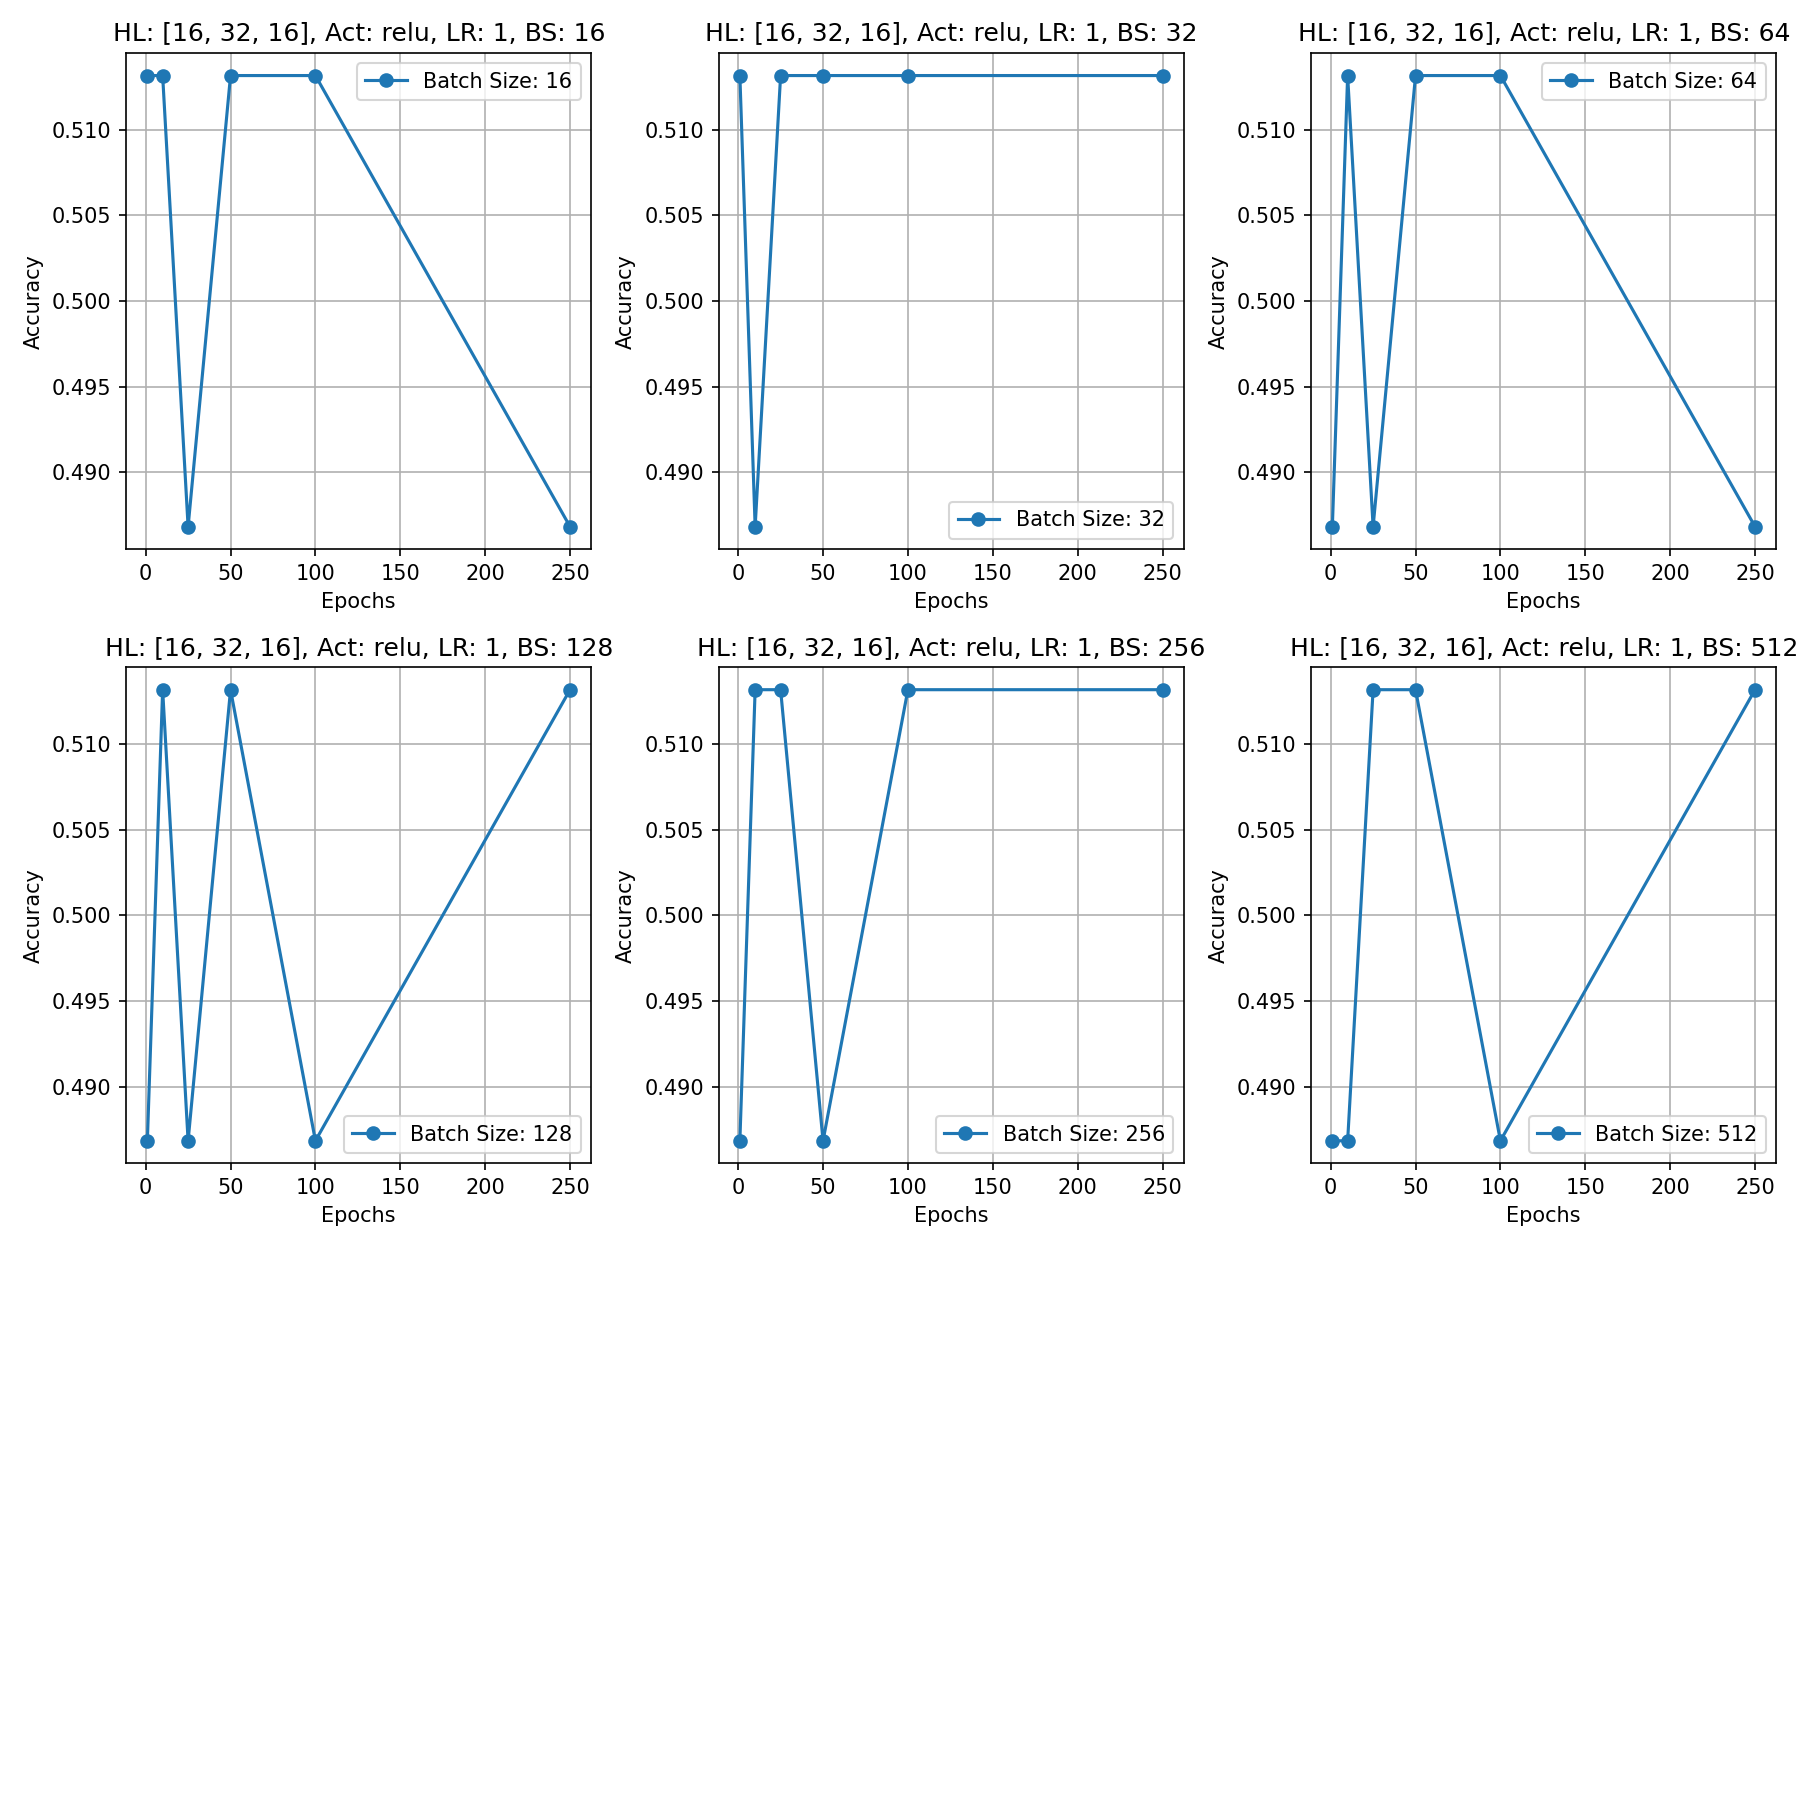 HL: [16, 32, 16], Act: relu, LR: 1, BS: 16
Batch Size: 16
0.510
0.505
0.500
0.495
0.490
Accuracy
0 50 100 150 200 250
Epochs
HL: [16, 32, 16], Act: relu, LR: 1, BS: 32
0.510
0.505
0.500
0.495
0.490
Accuracy
Batch Size: 32
0 50 100 150 200 250
Epochs
HL: [16, 32, 16], Act: relu, LR: 1, BS: 64
Batch Size: 64
0.510
0.505
0.500
0.495
0.490
Accuracy
0 50 100 150 200 250
Epochs
HL: [16, 32, 16], Act: relu, LR: 1, BS: 128
0.510
0.505
0.500
0.495
0.490
Accuracy
Batch Size: 128
0 50 100 150 200 250
Epochs
HL: [16, 32, 16], Act: relu, LR: 1, BS: 256
0.510
0.505
0.500
0.495
0.490
Accuracy
Batch Size: 256
0 50 100 150 200 250
Epochs
HL: [16, 32, 16], Act: relu, LR: 1, BS: 512
0.510
0.505
0.500
0.495
0.490
Accuracy
Batch Size: 512
0 50 100 150 200 250
Epochs